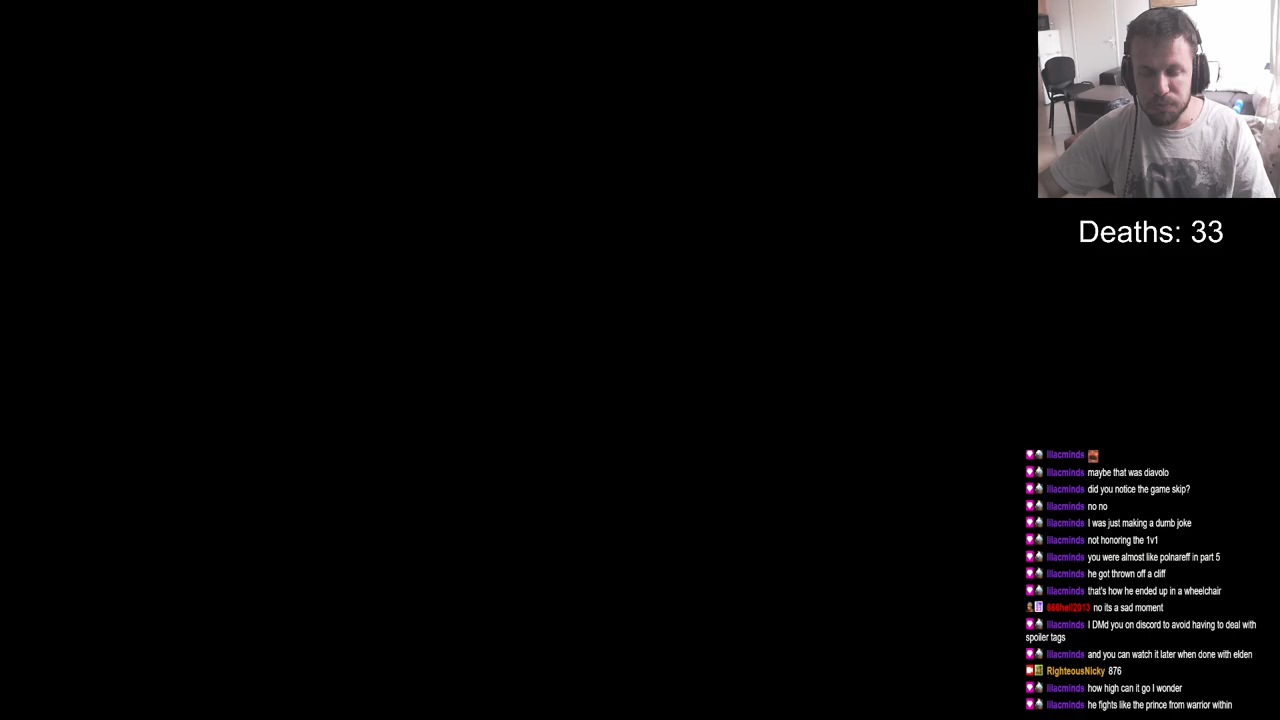 Deaths: 33
lilacminds
lilacminds maybe that was diavolo
lilacminds did you notice the game skip?
lilacminds no no
lilacminds I was just making a dumb joke
lilacminds not honoring the 1v1
lilacminds you were almost like polnareff in part 5
lilacminds he got thrown off a cliff
lilacminds that's how he ended up in a wheelchair
666hell2013 no its a sad moment
lilacminds I DMd you on discord to avoid having to deal with
spoiler tags
lilacminds and you can watch it later when done with elden
RighteousNicky 876
lilacminds how high can it go I wonder
lilacminds he fights like the prince from warrior within